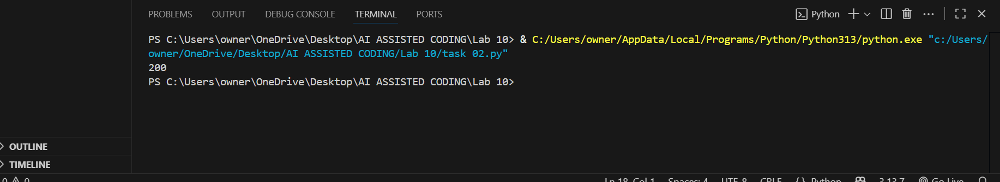 PROBLEMS OUTPUT DEBUG CONSOLE TERMINAL PORTS Python
PS C:\Users\owner\OneDrive\Desktop\AI ASSISTED CODING\Lab 10> & C:/Users/owner/AppData/Local/Programs/Python/Python313/python.exe "c:/Users/
owner/OneDrive/Desktop/AI ASSISTED CODING/Lab 10/task 02.py"
200
PS C:\Users\owner\OneDrive\Desktop\AI ASSISTED CODING\Lab 10>
OUTLINE
TIMELINE
0 0 Ln 18, Col 1 Spaces: 4 UTF-8 CRLF {} Python 3.13.7 Go Live